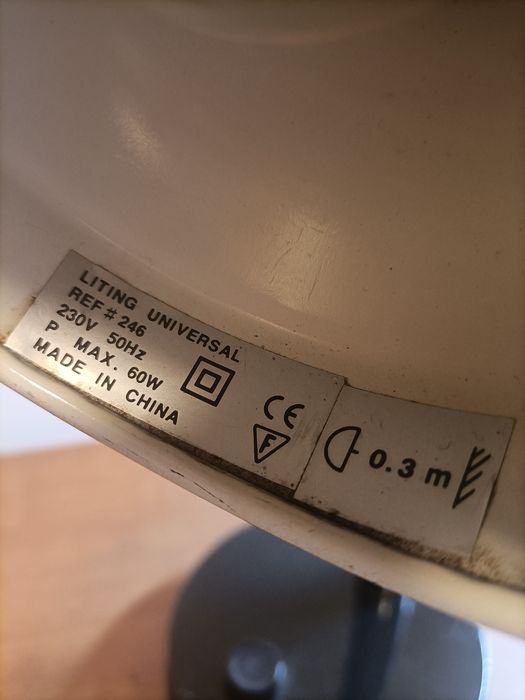 LITING UNIVERSAL
REF # 246
230V 50Hz
P MAX. 60W
MADE IN CHINA
CE
F
0.3 m